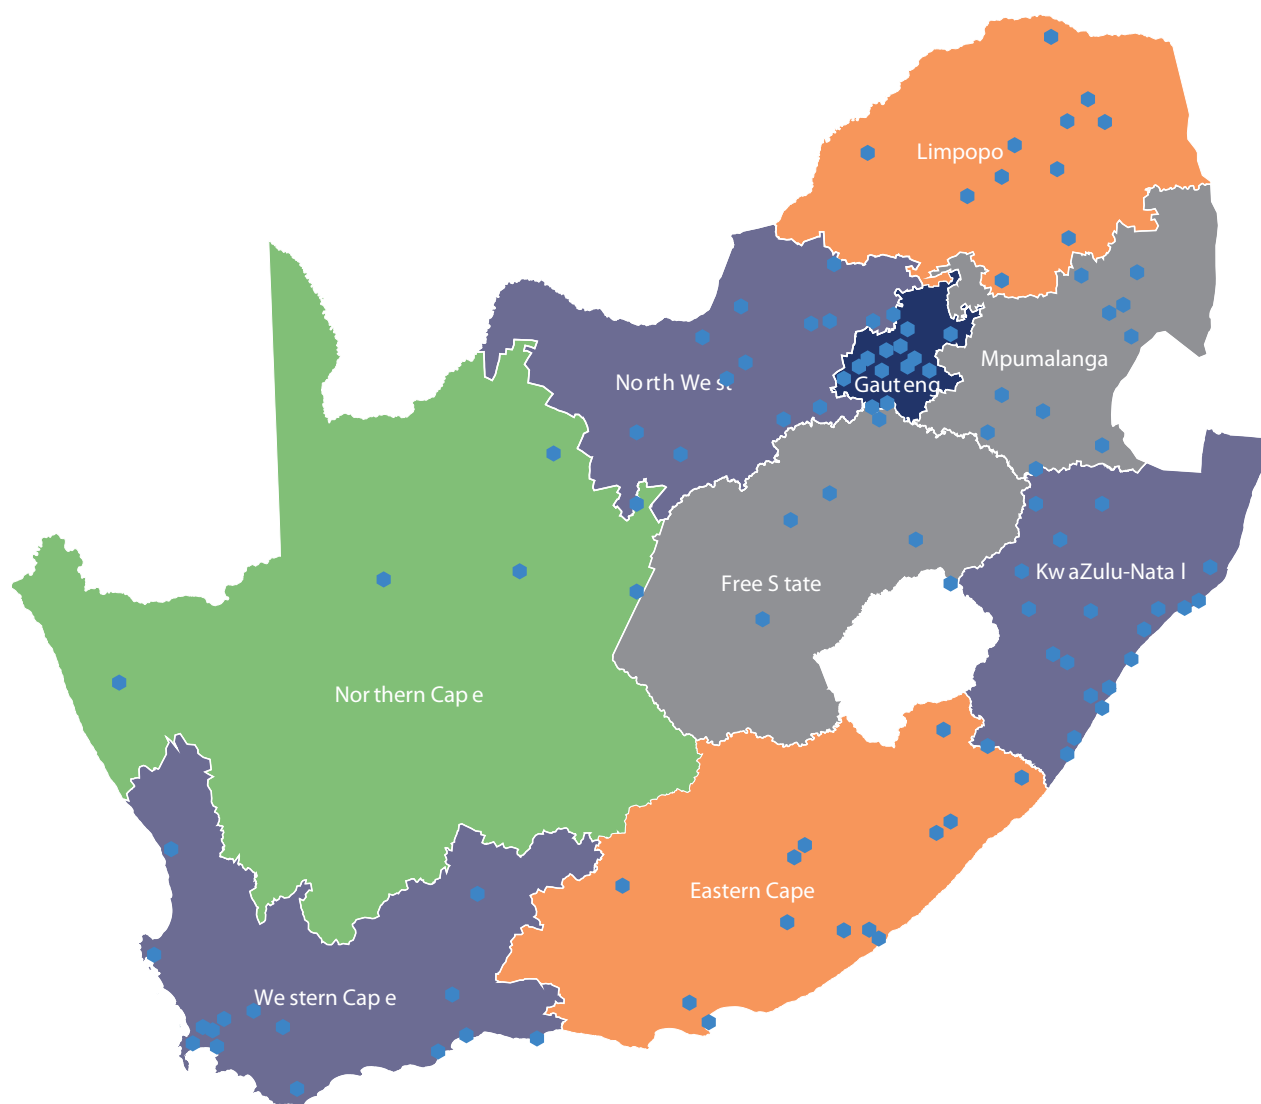 Limpopo
Mpumalanga
North West
Gauteng
KwaZulu-Natal
Free State
Northern Cape
Eastern Cape
Western Cape